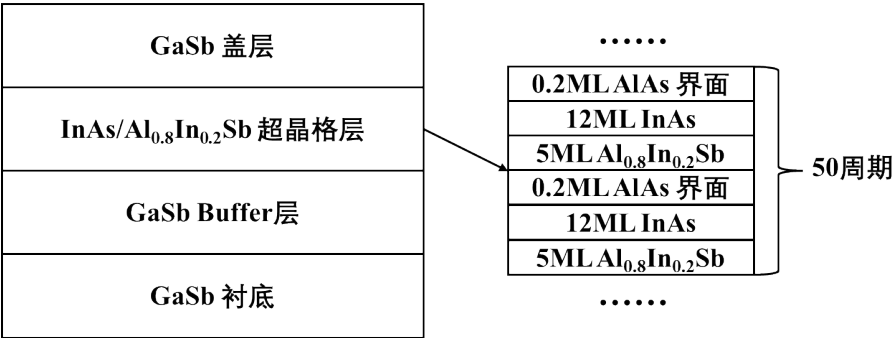 GaSb 盖层
InAs/Al0.8In0.2Sb 超晶格层
GaSb Buffer层
GaSb 衬底
……
0.2ML AlAs 界面
12ML InAs
5ML Al0.8In0.2Sb
0.2ML AlAs 界面
12ML InAs
5ML Al0.8In0.2Sb
……
50周期